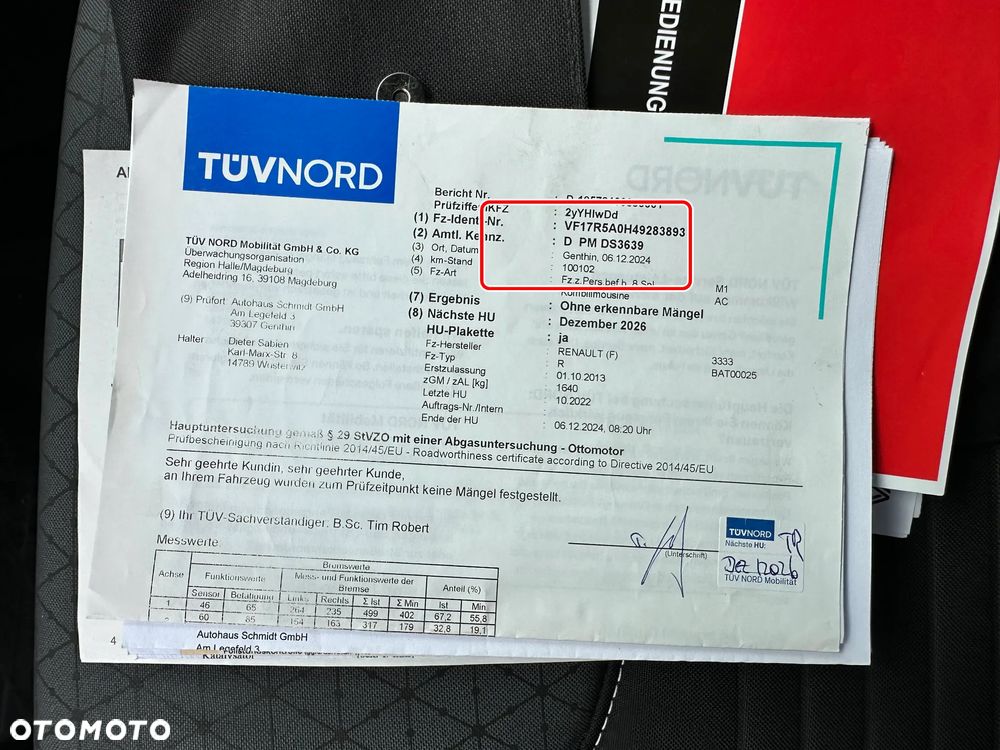 EDIENUNG
TÜVNORD
Bericht Nr.
Prüfziffer KFZ : 2yYHlwDd
(1) Fz-Ident-Nr. : VF17R5A0H49283893
(2) Amtl. Kennz. : D PM DS3639
(3) Ort, Datum : Genthin, 06.12.2024
(4) km-Stand : 100102
(5) Fz-Art : Fz.z.Pers.bef.b. 8 Spl. M1
Kombilimousine AC
(7) Ergebnis : Ohne erkennbare Mängel
(8) Nächste HU : Dezember 2026
HU-Plakette : ja
Fz-Hersteller : RENAULT (F) 3333
Fz-Typ : R BAT00025
Erstzulassung : 01.10.2013
zGM / zAL [kg] : 1640
Letzte HU : 10.2022
Auftrags-Nr./Intern :
Ende der HU : 06.12.2024, 08:20 Uhr
TÜV NORD Mobilität GmbH & Co. KG
Überwachungsorganisation
Region Halle/Magdeburg
Adelheidring 16, 39108 Magdeburg
(9) Prüfort Autohaus Schmidt GmbH
Am Legefeld 3
39307 Genthin
Halter Dieter Sabien
Karl-Marx-Str. 8
14789 Wusterwitz
Hauptuntersuchung gemäß § 29 StVZO mit einer Abgasuntersuchung - Ottomotor
Prüfbescheinigung nach Richtlinie 2014/45/EU - Roadworthiness certificate according to Directive 2014/45/EU
Sehr geehrte Kundin, sehr geehrter Kunde,
an Ihrem Fahrzeug wurden zum Prüfzeitpunkt keine Mängel festgestellt.
(9) Ihr TÜV-Sachverständiger: B.Sc. Tim Robert
(Unterschrift)
TÜVNORD
Nächste HU: TR
DEZ 2026
TÜV NORD Mobilität
Messwerte:
Achse Bremswerte
Funktionswerte Mess- und Funktionswerte der Bremse Anteil (%)
Sensor Betätigung Links Rechts Σ Ist Σ Min Ist Min
1 46 65 264 235 499 402 67,2 55,8
60 85 154 163 317 179 32,8 19,1
4 Autohaus Schmidt GmbH
Am Legefeld 3
Katalysator
OTOMOTO